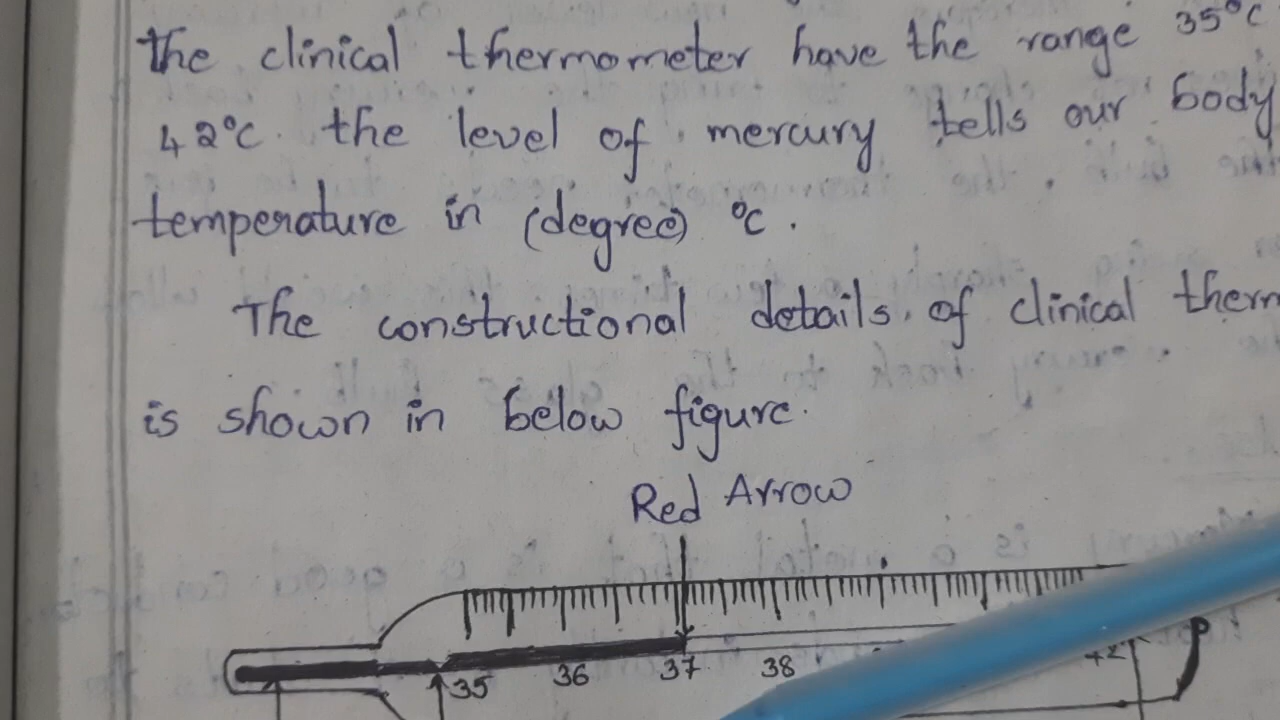 the clinical thermometer have the range 35°C
42°C. the level of mercury tells our body
temperature in (degree) °C.
The constructional details of clinical therm
is shown in below figure.
Red Arrow
35 36 37 38 42